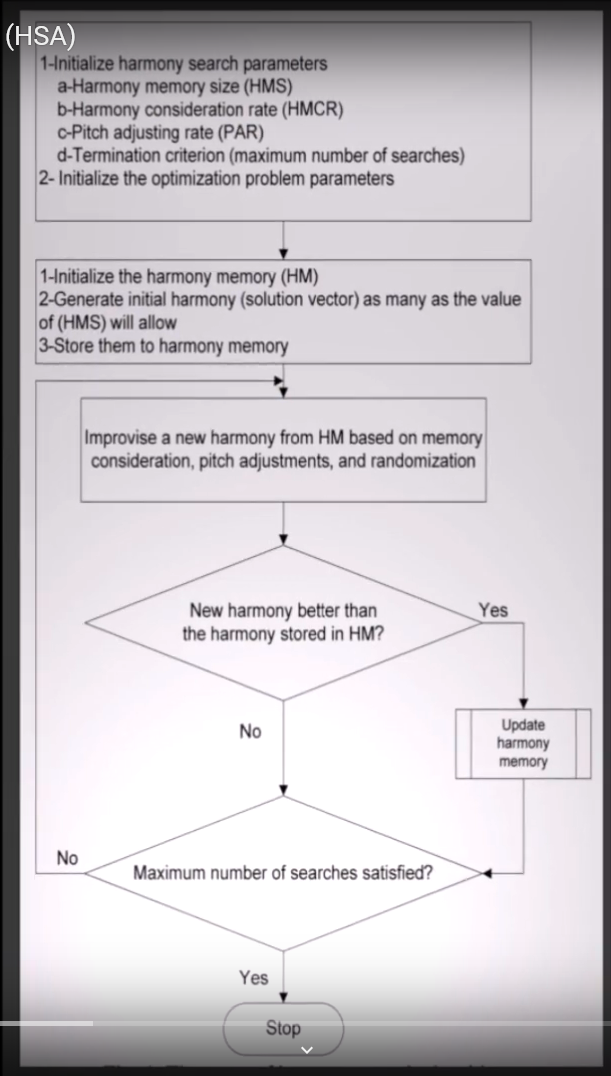 (HSA)
1-Initialize harmony search parameters
a-Harmony memory size (HMS)
b-Harmony consideration rate (HMCR)
c-Pitch adjusting rate (PAR)
d-Termination criterion (maximum number of searches)
2- Initialize the optimization problem parameters
1-Initialize the harmony memory (HM)
2-Generate initial harmony (solution vector) as many as the value
of (HMS) will allow
3-Store them to harmony memory
Improvise a new harmony from HM based on memory
consideration, pitch adjustments, and randomization
New harmony better than
the harmony stored in HM?
Yes
Update
harmony
memory
No
No
Maximum number of searches satisfied?
Yes
Stop